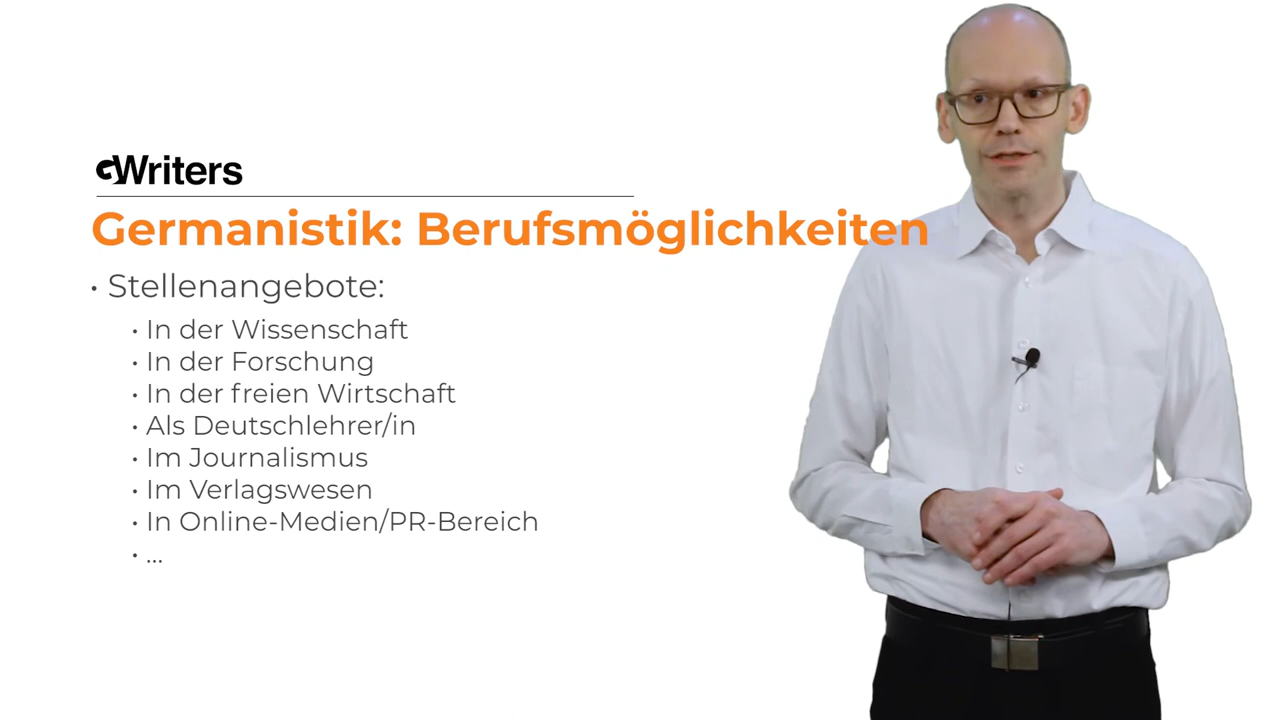 GWriters
Germanistik: Berufsmöglichkeiten
• Stellenangebote:
• In der Wissenschaft
• In der Forschung
• In der freien Wirtschaft
• Als Deutschlehrer/in
• Im Journalismus
• Im Verlagswesen
• In Online-Medien/PR-Bereich
• ...